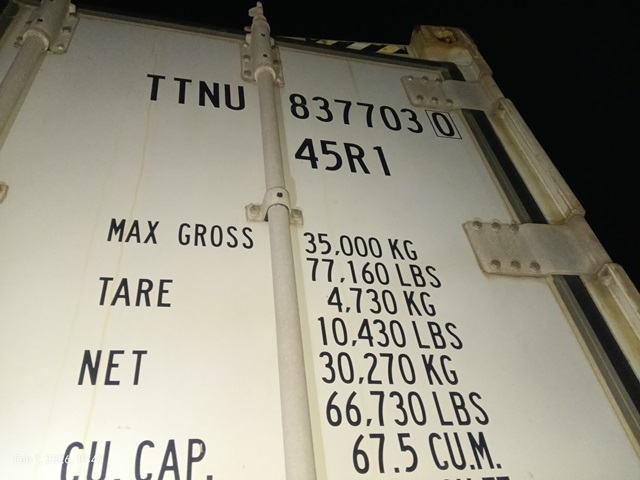 TTNU 837703 0
45R1
MAX GROSS 35,000 KG
77,160 LBS
TARE 4,730 KG
10,430 LBS
NET 30,270 KG
66,730 LBS
CU. CAP. 67.5 CU.M.